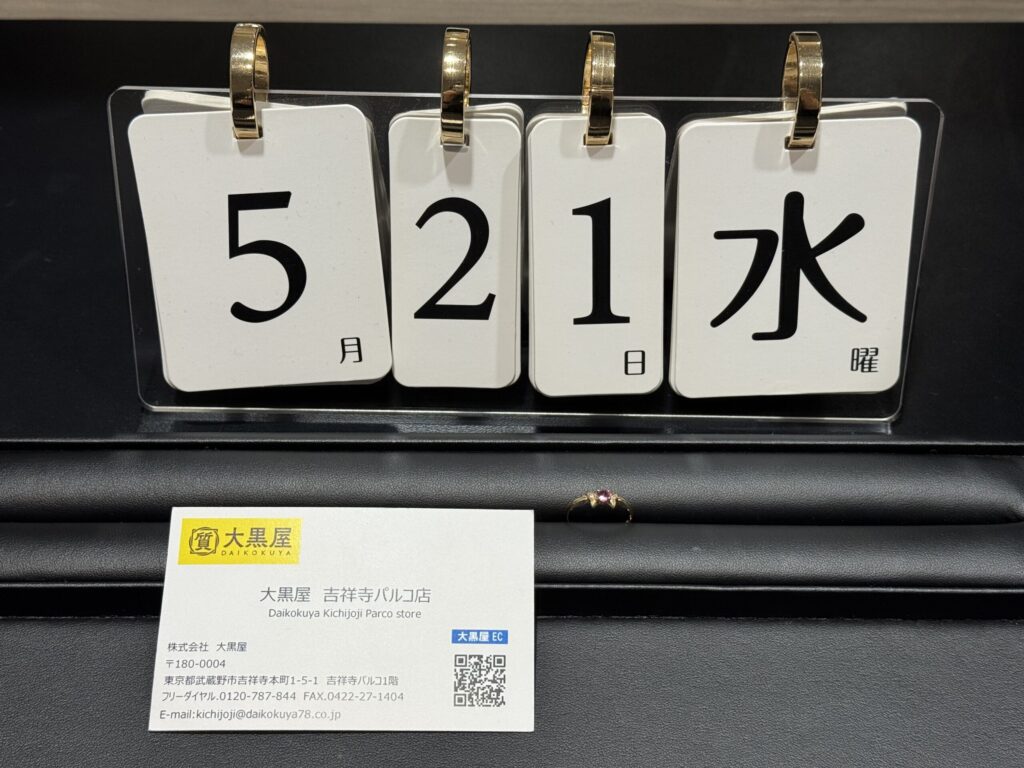 5月
21日
水曜
質 大黒屋
DAIKOKUYA
大黒屋 吉祥寺パルコ店
Daikokuya Kichijoji Parco store
大黒屋 EC
株式会社 大黒屋
〒180-0004
東京都武蔵野市吉祥寺本町1-5-1 吉祥寺パルコ1階
フリーダイヤル.0120-787-844 FAX.0422-27-1404
E-mail:kichijoji@daikokuya78.co.jp